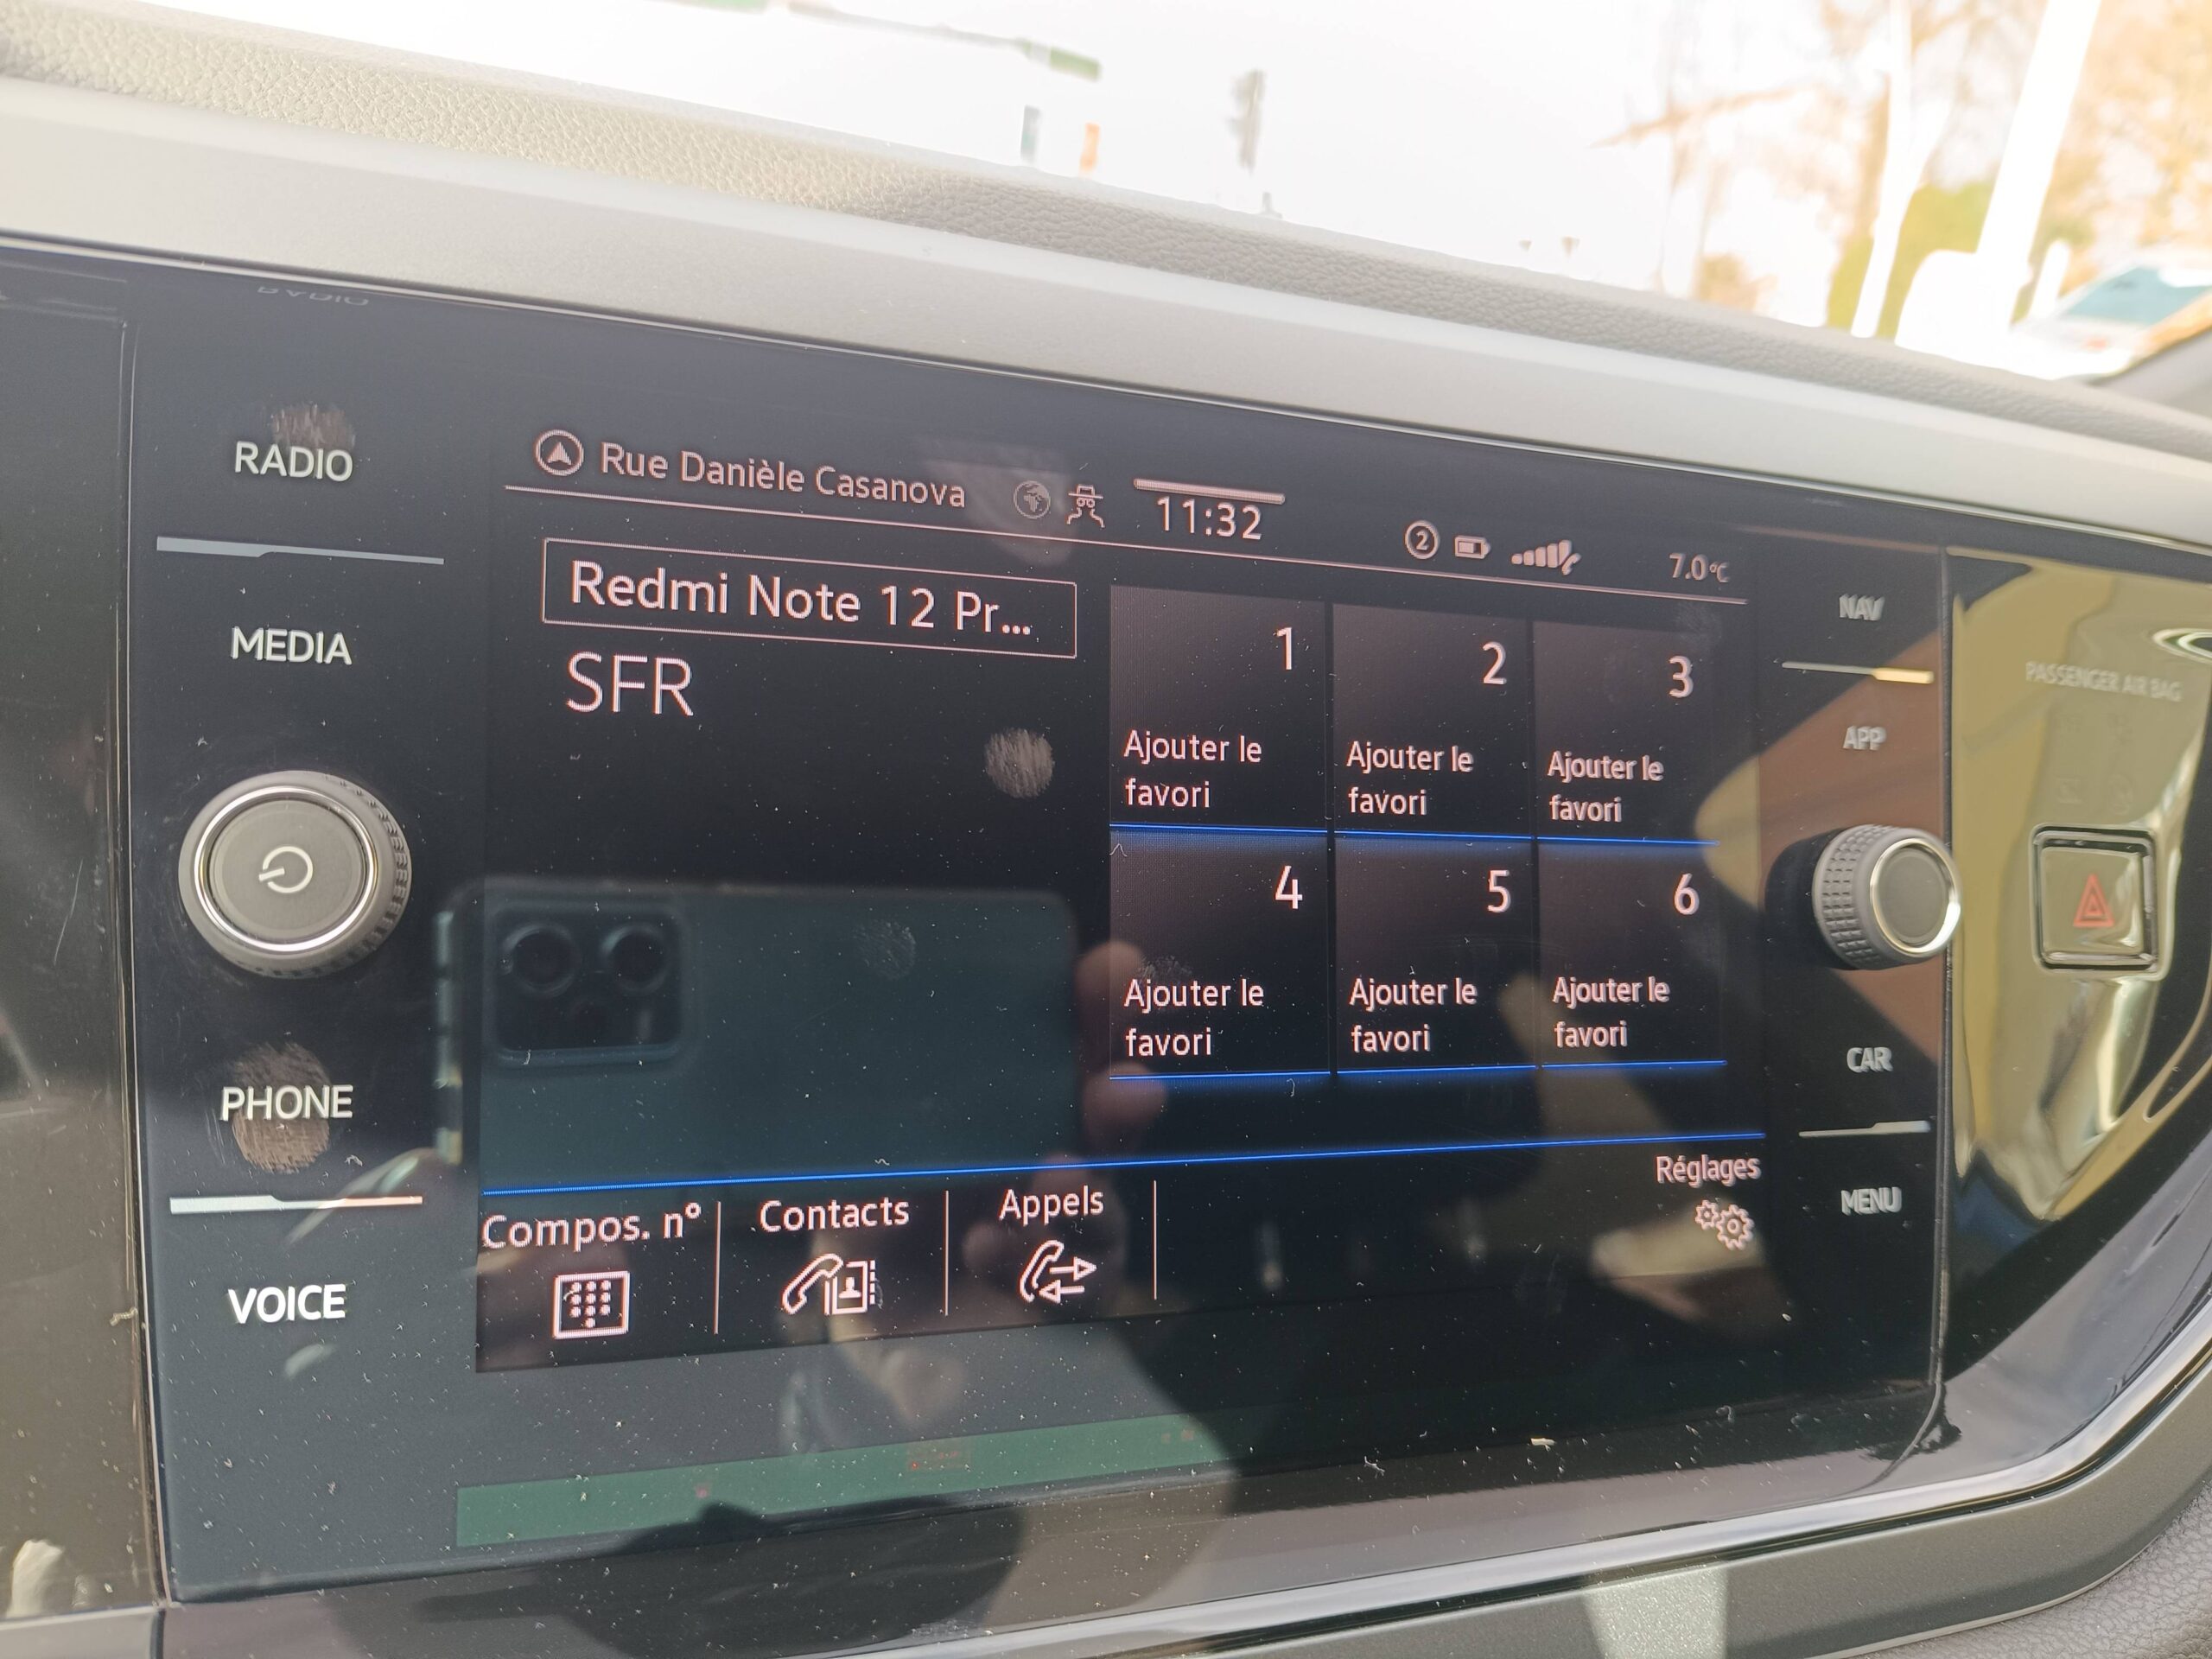 RADIO
MEDIA
PHONE
VOICE
Rue Danièle Casanova
11:32
2
7.0°C
Redmi Note 12 Pr...
SFR
1
Ajouter le
favori
2
Ajouter le
favori
3
Ajouter le
favori
4
Ajouter le
favori
5
Ajouter le
favori
6
Ajouter le
favori
Compos. n°
Contacts
Appels
Réglages
NAV
APP
CAR
MENU
PASSENGER AIR BAG